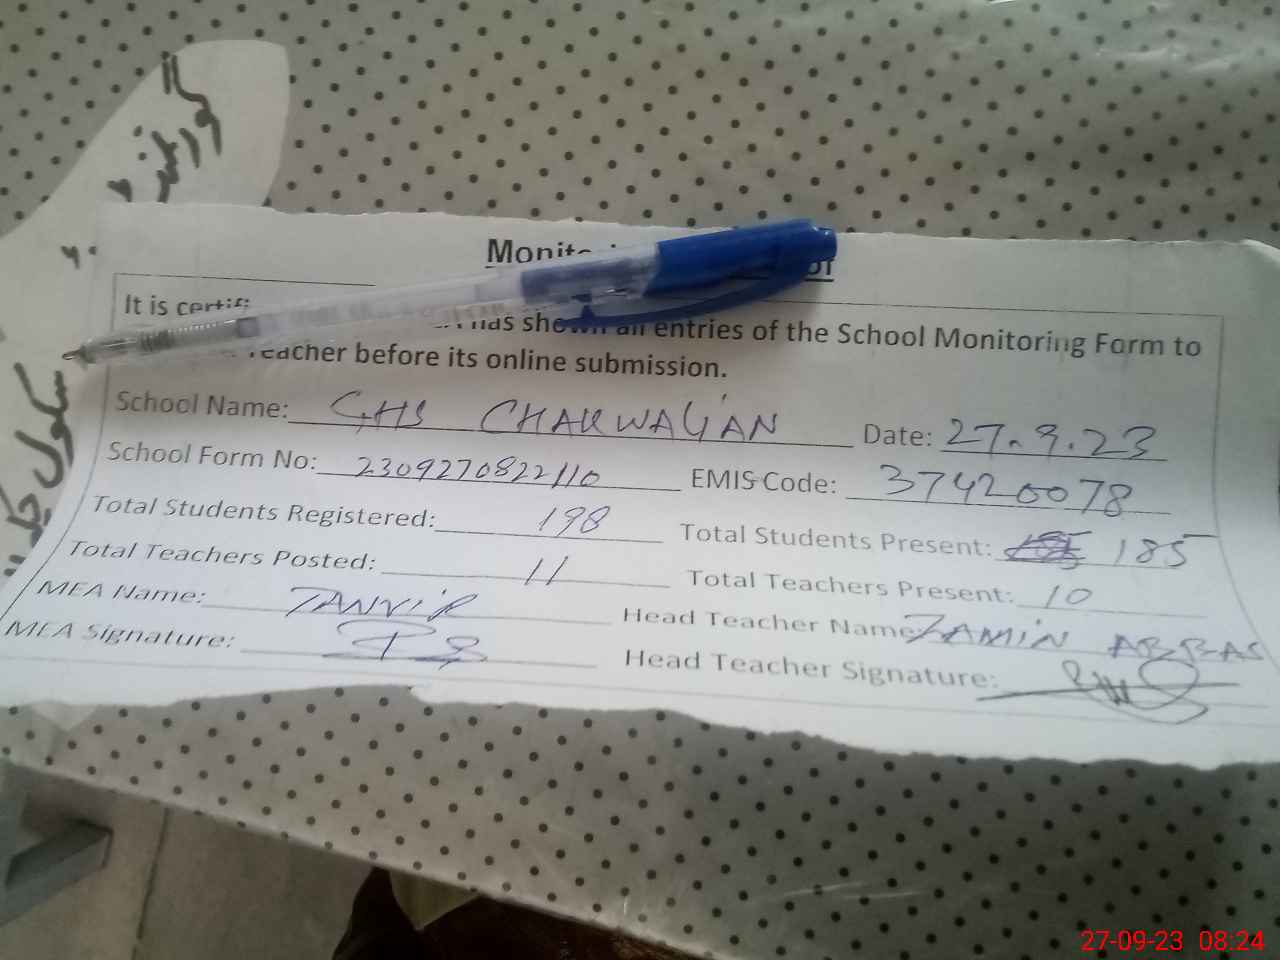 It is
has shown all entries of the School Monitoring Form to
Teacher before its online submission.
School Name: GHS CHAKWALIAN Date: 27.9.23
School Form No: 2309270822110 EMIS Code: 37420078
Total Students Registered: 198 Total Students Present: 185
Total Teachers Posted: 11 Total Teachers Present: 10
MEA Name: TANVIR Head Teacher Name: ZAMIN ABBAS
MEA Signature: Head Teacher Signature:
سکول
27-09-23 08:24